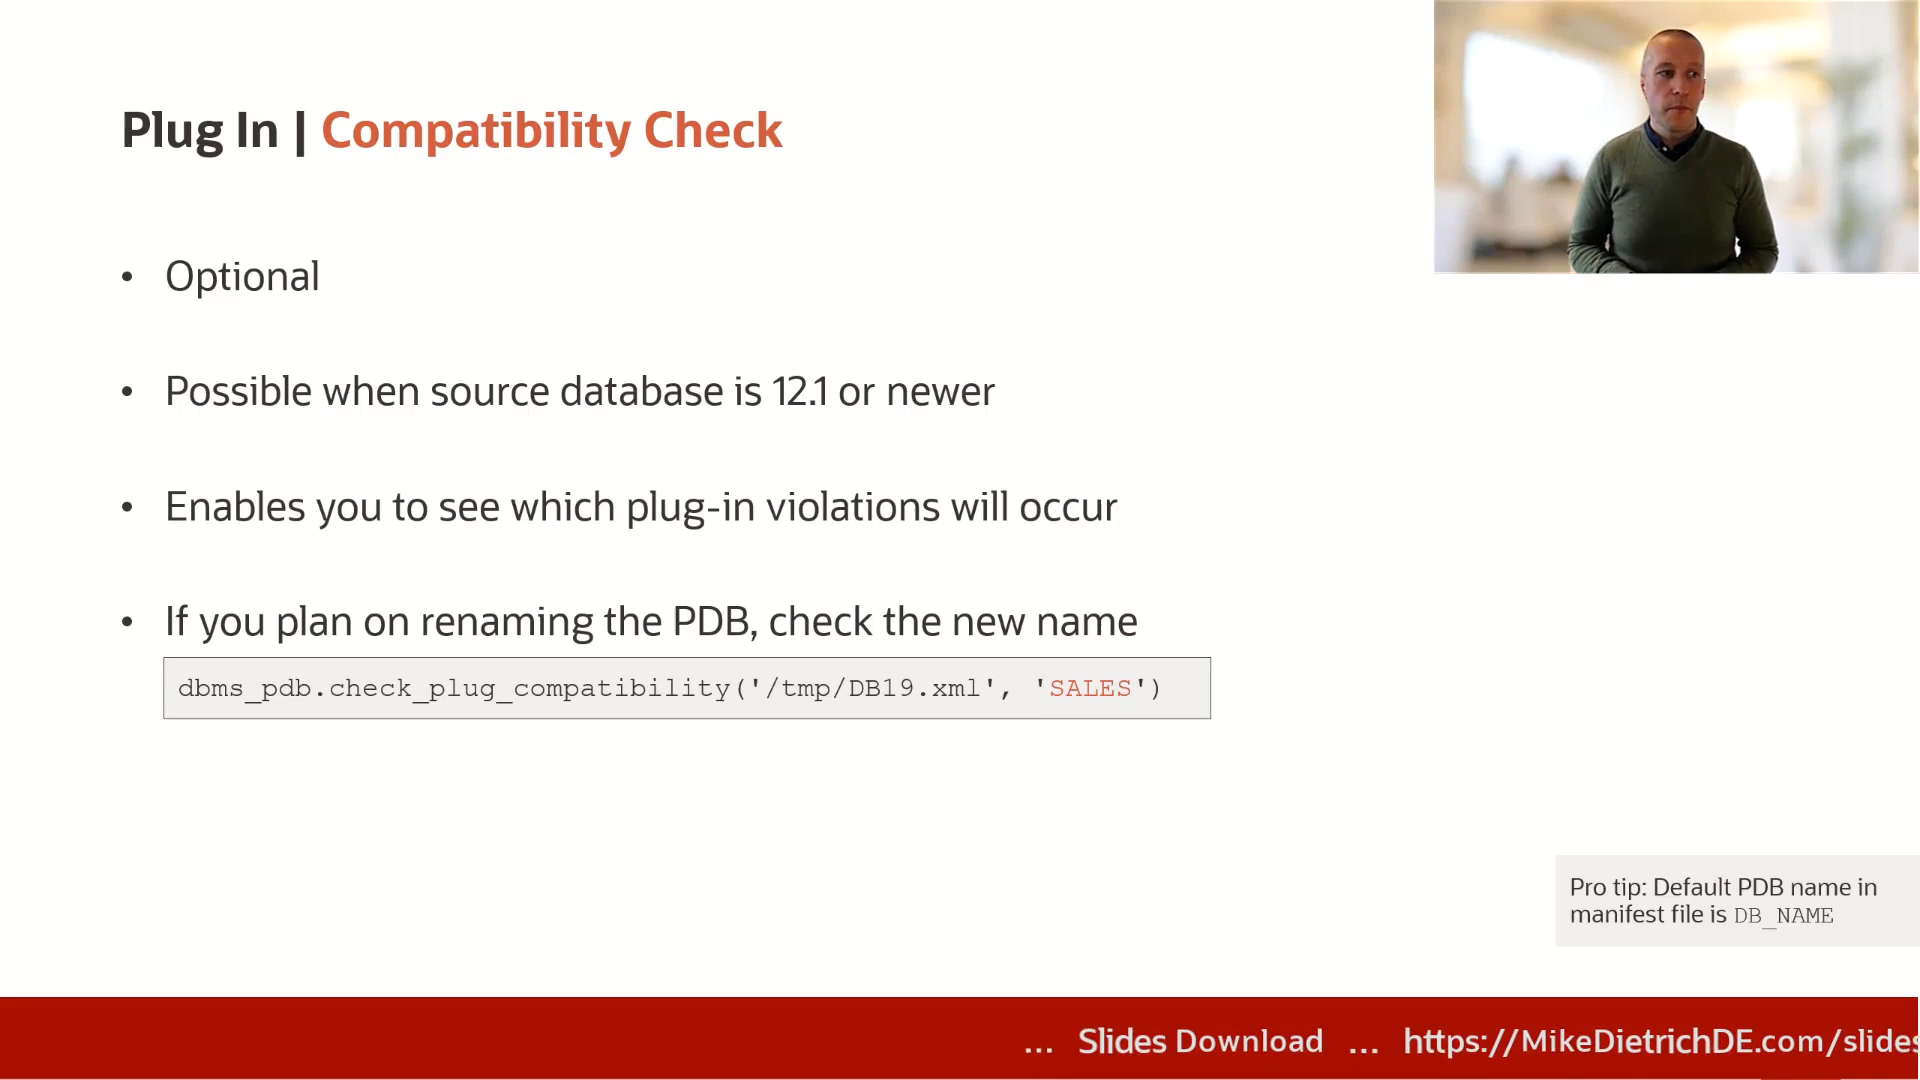 Plug In | Compatibility Check
• Optional
• Possible when source database is 12.1 or newer
• Enables you to see which plug-in violations will occur
• If you plan on renaming the PDB, check the new name
dbms_pdb.check_plug_compatibility('/tmp/DB19.xml', 'SALES')
Pro tip: Default PDB name in
manifest file is DB_NAME
... Slides Download ... https://MikeDietrichDE.com/slides